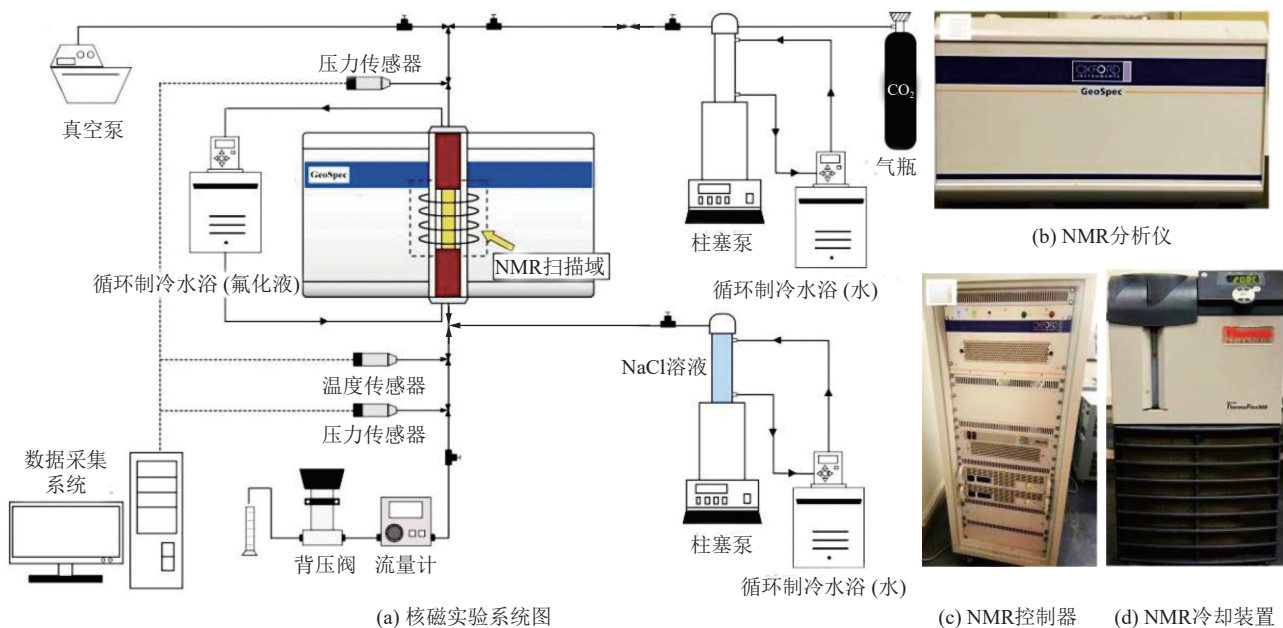 压力传感器
真空泵
GeoSpec
NMR扫描域
循环制冷水浴 (氟化液)
温度传感器
压力传感器
数据采集
系统
背压阀
流量计
柱塞泵
循环制冷水浴 (水)
CO₂
气瓶
NaCl溶液
柱塞泵
循环制冷水浴 (水)
(a) 核磁实验系统图
OXFORD
INSTRUMENTS
GeoSpec
(b) NMR分析仪
OXFORD
(c) NMR控制器
Thermo
ThermoFlex900
(d) NMR冷却装置